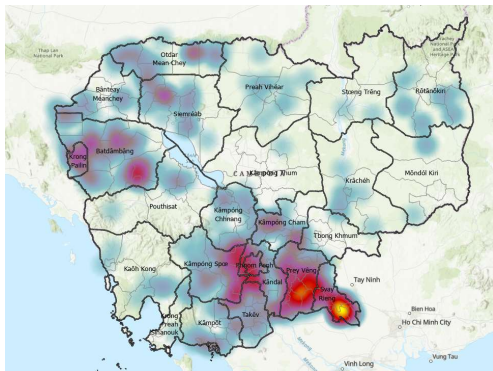 Otdar
Mean Chey
Bântéay
Méanchey
Siemréab
Preah Vihéar
Stœng Trêng
Rôtânôkiri
Batdâmbâng
Krong
Pailin
Pouthisat
Kâmpóng Thum
Krâchéh
Môndól Kiri
Kâmpóng
Chhnang
Kâmpóng Cham
Tbong Khmum
Kaôh Kong
Kâmpóng Spœ
Phnom Penh
Kândal
Prey Vêng
Svay
Rieng
Tay Ninh
Krong
Preah
Sihanouk
Kâmpôt
Takêv
Bien Hoa
Ho Chi Minh City
Vinh Long
Vung Tau
Thap Lan
National Park